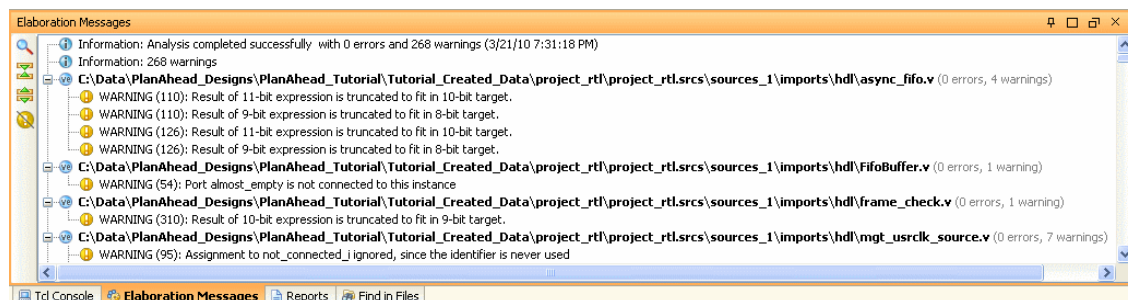 Elaboration Messages
Information: Analysis completed successfully with 0 errors and 268 warnings (3/21/10 7:31:18 PM)
Information: 268 warnings
C:\Data\PlanAhead_Designs\PlanAhead_Tutorial\Tutorial_Created_Data\project_rtl\project_rtl.srcs\sources_1\imports\hdl\async_fifo.v (0 errors, 4 warnings)
WARNING (110): Result of 11-bit expression is truncated to fit in 10-bit target.
WARNING (110): Result of 9-bit expression is truncated to fit in 8-bit target.
WARNING (126): Result of 11-bit expression is truncated to fit in 10-bit target.
WARNING (126): Result of 9-bit expression is truncated to fit in 8-bit target.
C:\Data\PlanAhead_Designs\PlanAhead_Tutorial\Tutorial_Created_Data\project_rtl\project_rtl.srcs\sources_1\imports\hdl\FifoBuffer.v (0 errors, 1 warning)
WARNING (54): Port almost_empty is not connected to this instance
C:\Data\PlanAhead_Designs\PlanAhead_Tutorial\Tutorial_Created_Data\project_rtl\project_rtl.srcs\sources_1\imports\hdl\frame_check.v (0 errors, 1 warning)
WARNING (310): Result of 10-bit expression is truncated to fit in 9-bit target.
C:\Data\PlanAhead_Designs\PlanAhead_Tutorial\Tutorial_Created_Data\project_rtl\project_rtl.srcs\sources_1\imports\hdl\mgt_usrclk_source.v (0 errors, 7 warnings)
WARNING (95): Assignment to not_connected_i ignored, since the identifier is never used
Tcl Console Elaboration Messages Reports Find in Files